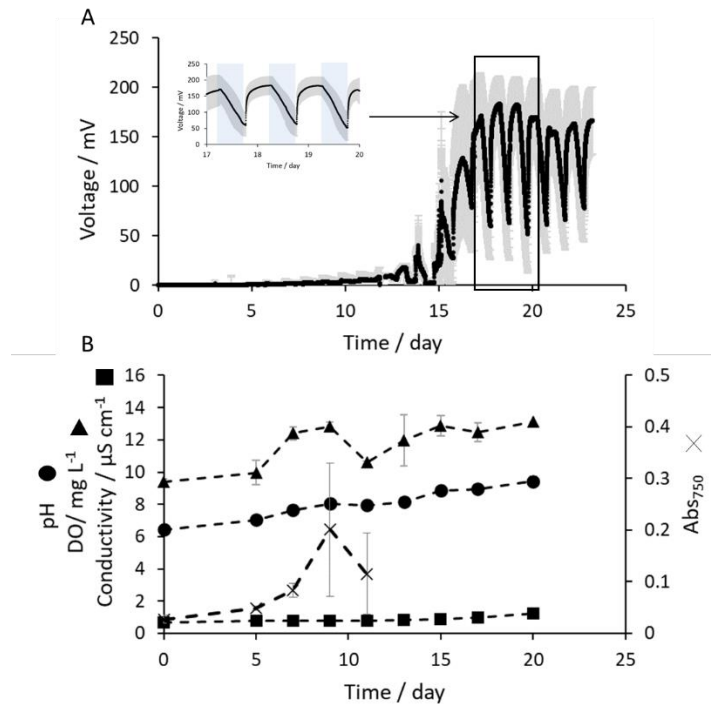 A
250
200
150
100
50
0
Voltage / mV
0 5 10 15 20 25
Time / day
250
200
150
100
50
0
Voltage / mV
17 18 19 20
Time / day
B
pH
DO/ mg L-1
Conductivity / µS cm-1
16
14
12
10
8
6
4
2
0
0.5
0.4
0.3
0.2
0.1
0
Abs750
0 5 10 15 20 25
Time / day